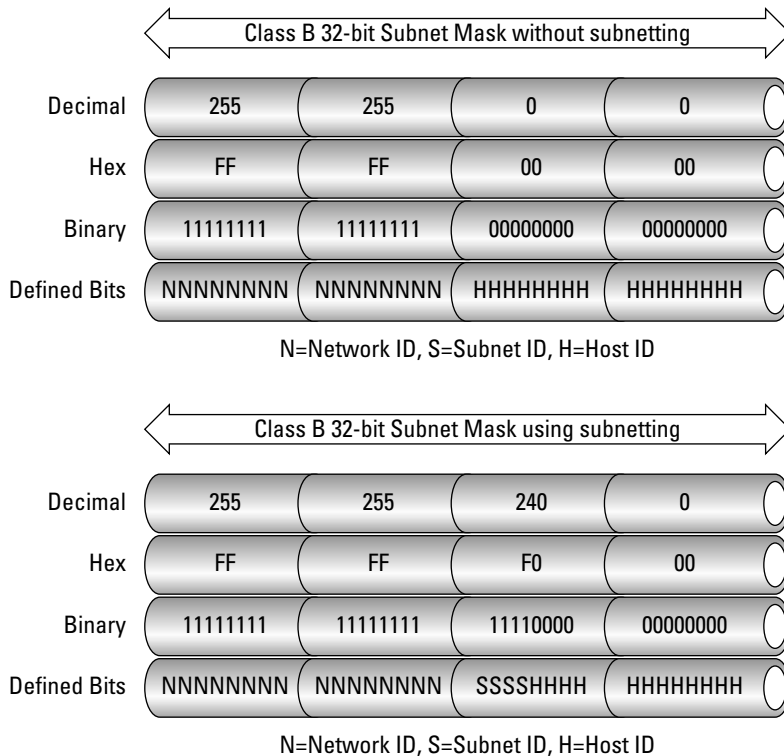 Class B 32-bit Subnet Mask without subnetting
Decimal 255 255 0 0
Hex FF FF 00 00
Binary 11111111 11111111 00000000 00000000
Defined Bits NNNNNNNN NNNNNNNN HHHHHHHH HHHHHHHH
N=Network ID, S=Subnet ID, H=Host ID
Class B 32-bit Subnet Mask using subnetting
Decimal 255 255 240 0
Hex FF FF F0 00
Binary 11111111 11111111 11110000 00000000
Defined Bits NNNNNNNN NNNNNNNN SSSSHHHH HHHHHHHH
N=Network ID, S=Subnet ID, H=Host ID